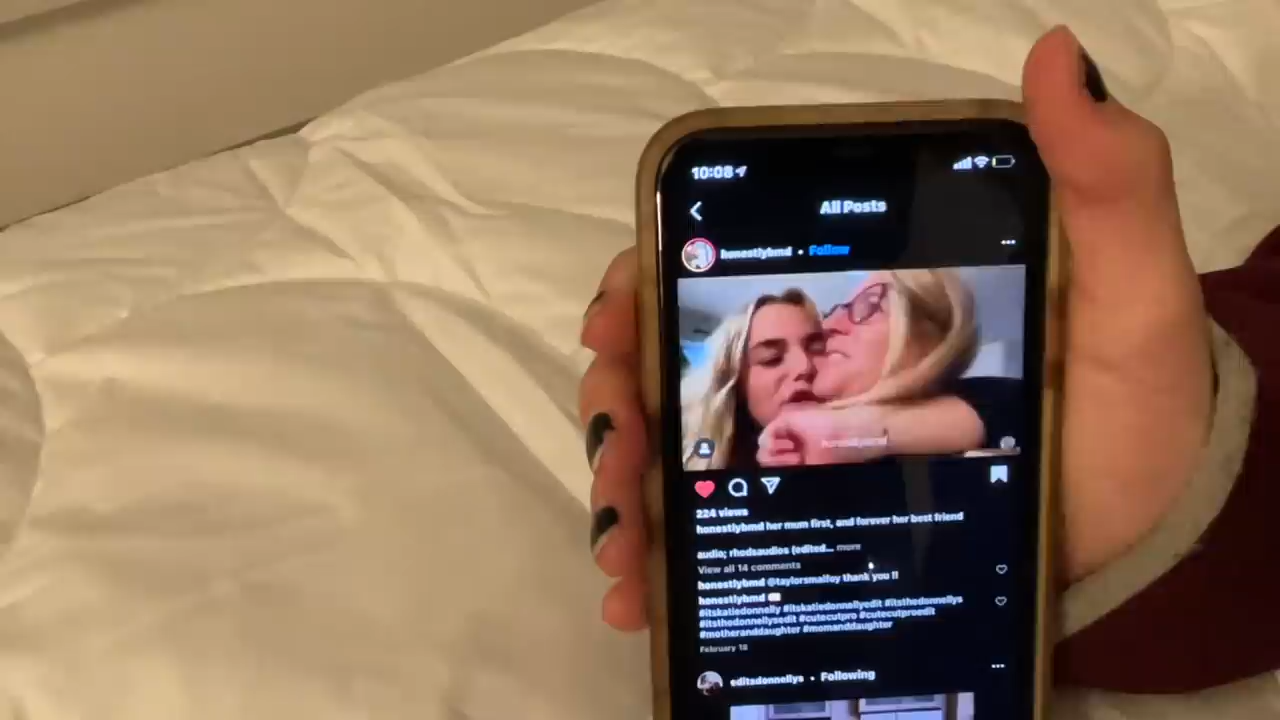 10:08
All Posts
honestlybmd • Follow
224 views
honestlybmd her mum first, and forever her best friend
audio; rhodsaudios (edited... more
View all 14 comments
honestlybmd @taylorsmalfoy thank you !!
honestlybmd
#itskatiedonnelly #itskatiedonnellyedit #itsthedonnellys
#itsthedonnellysedit #cutecutpro #cutecutproedit
#motheranddaughter #momanddaughter
February 18
editsdonnellys • Following